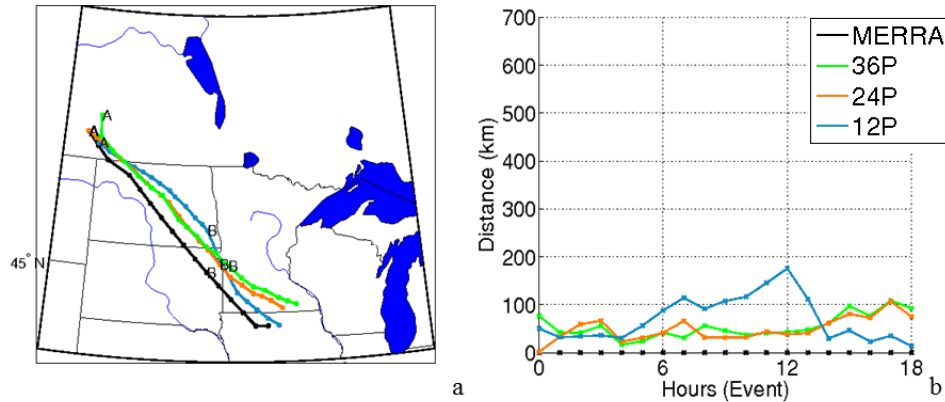 A
A
A
B
B
B B
45° N
a
700
600
500
400
300
200
100
0
Distance (km)
0
6
12
18
Hours (Event)
MERRA
36P
24P
12P
b